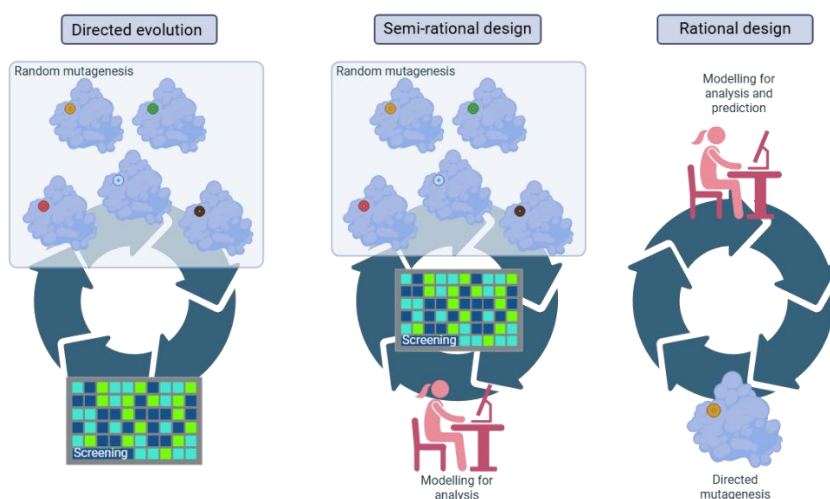 Directed evolution
Random mutagenesis
Screening
Semi-rational design
Random mutagenesis
Screening
Modelling for
analysis
Rational design
Modelling for
analysis and
prediction
Directed
mutagenesis